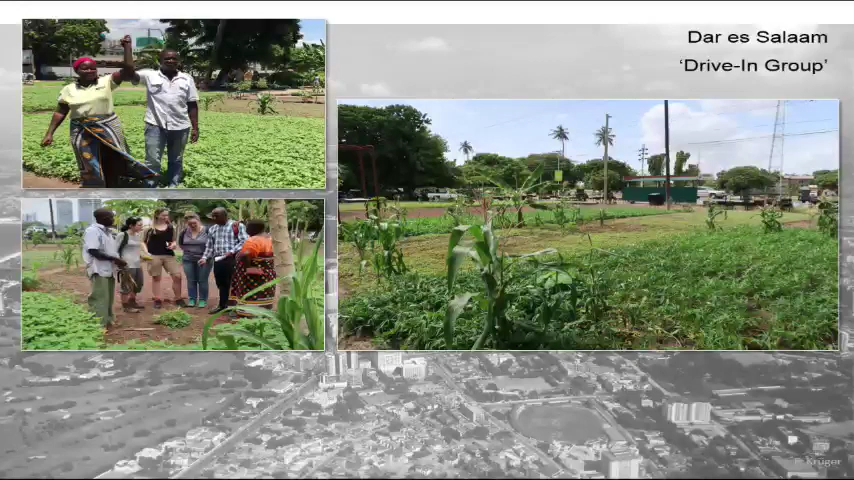 Dar es Salaam
‘Drive-In Group’
F. Krüger